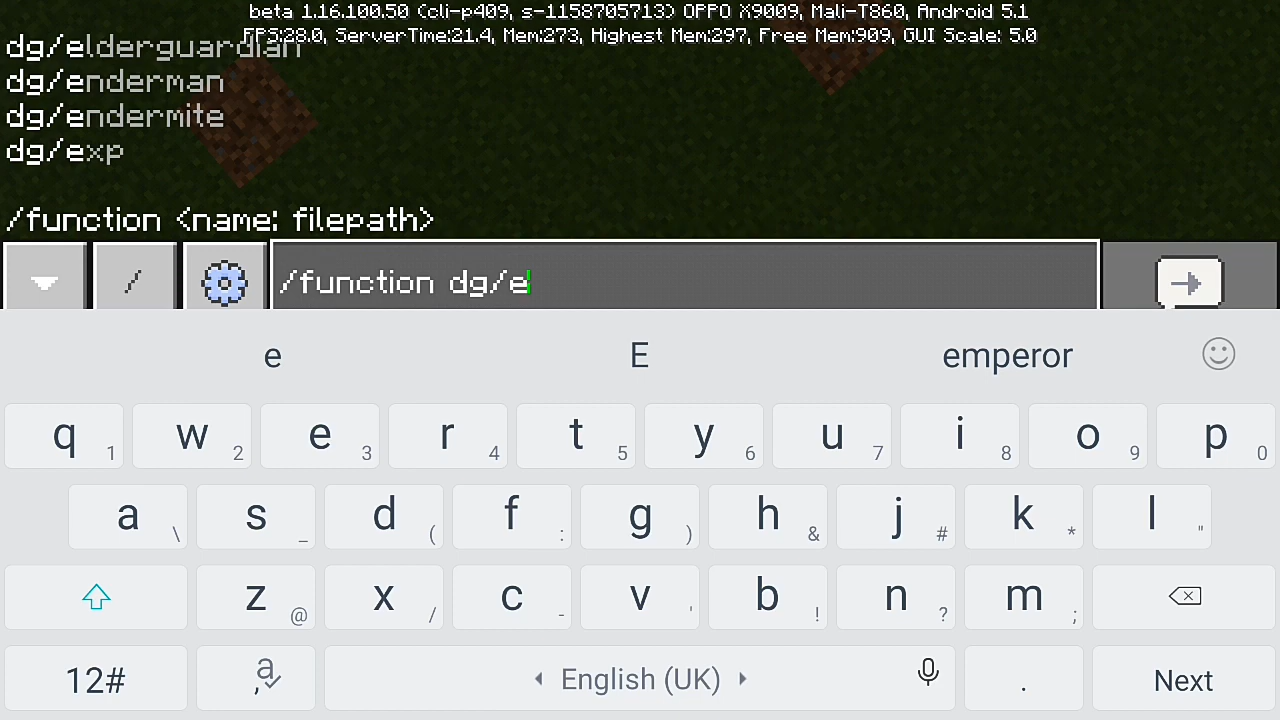 beta 1.16.100.50 (cli-p409, s-1158705713) OPPO X9009, Mali-T860, Android 5.1
FPS:28.0, ServerTime:21.4, Mem:273, Highest Mem:297, Free Mem:909, GUI Scale: 5.0
dg/elderguardian
dg/enderman
dg/endermite
dg/exp
/function <name: filepath>
/ /function dg/e
e E emperor
q 1 w 2 e 3 r 4 t 5 y 6 u 7 i 8 o 9 p 0
a \ s _ d ( f : g ) h & j # k * l "
z @ x / c - v ' b ! n ? m ;
12# a , English (UK) . Next